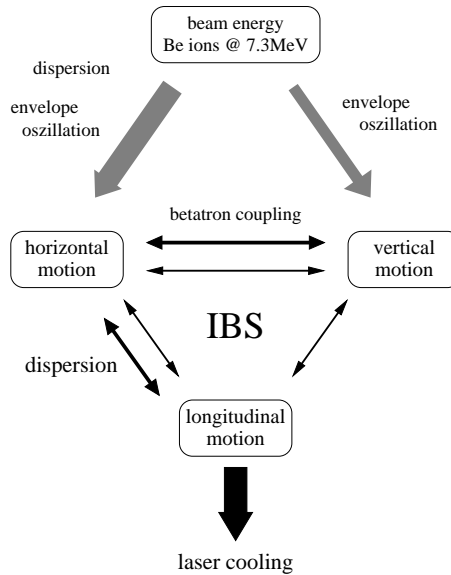 beam energy
Be ions @ 7.3MeV
dispersion
envelope
oszillation
envelope
oszillation
betatron coupling
horizontal
motion
vertical
motion
IBS
dispersion
longitudinal
motion
laser cooling